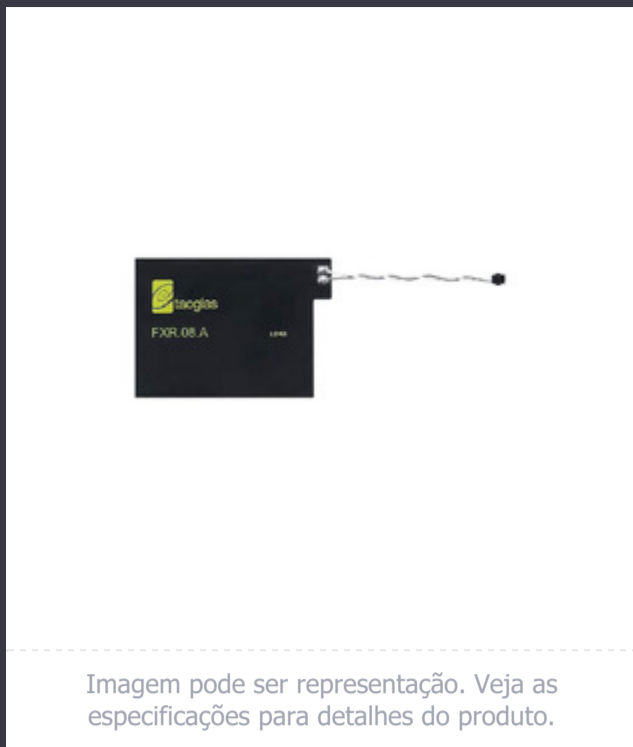 taoglas
FXR.08.A
Imagem pode ser representação. Veja as
especificações para detalhes do produto.